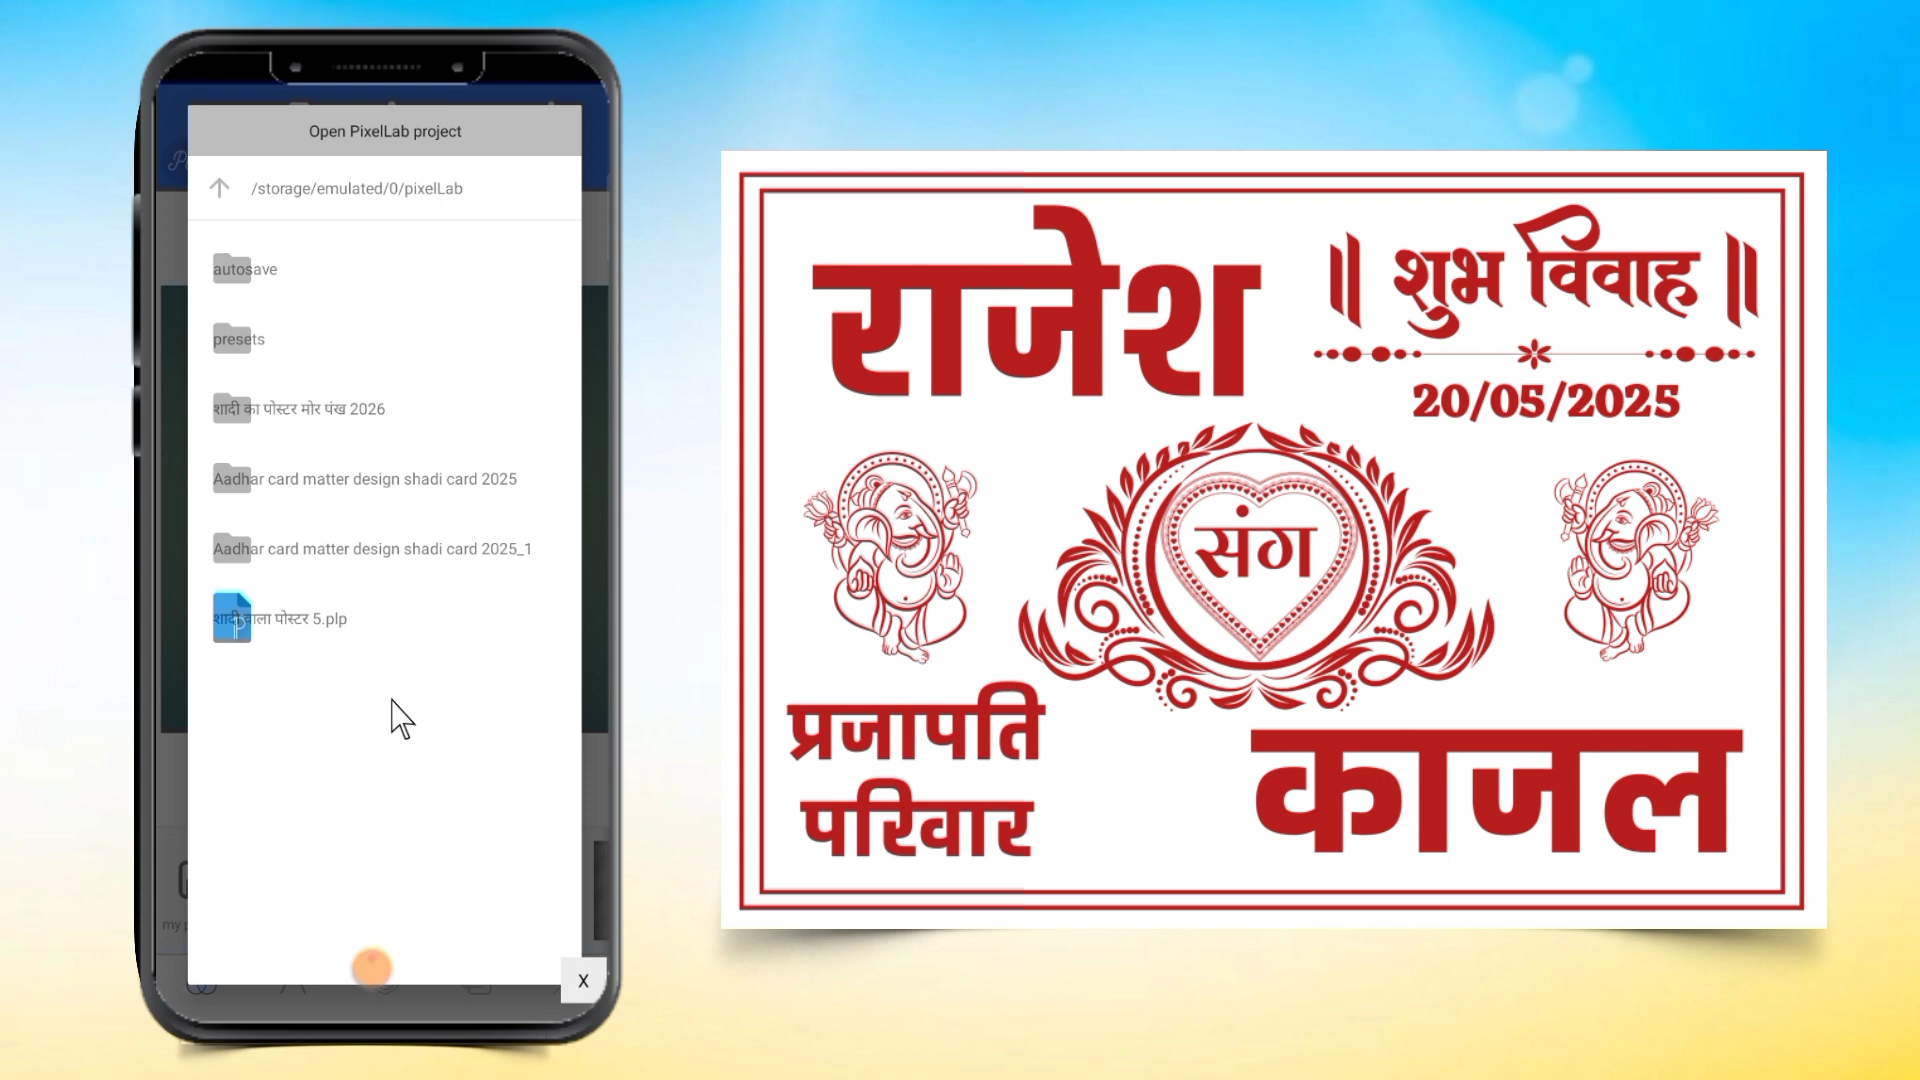 Open PixelLab project
/storage/emulated/0/pixelLab
autosave
presets
शादी का पोस्टर मोर पंख 2026
Aadhar card matter design shadi card 2025
Aadhar card matter design shadi card 2025_1
शादी वाला पोस्टर 5.plp
my
X
राजेश
॥ शुभ विवाह ॥
20/05/2025
संग
प्रजापति
परिवार
काजल